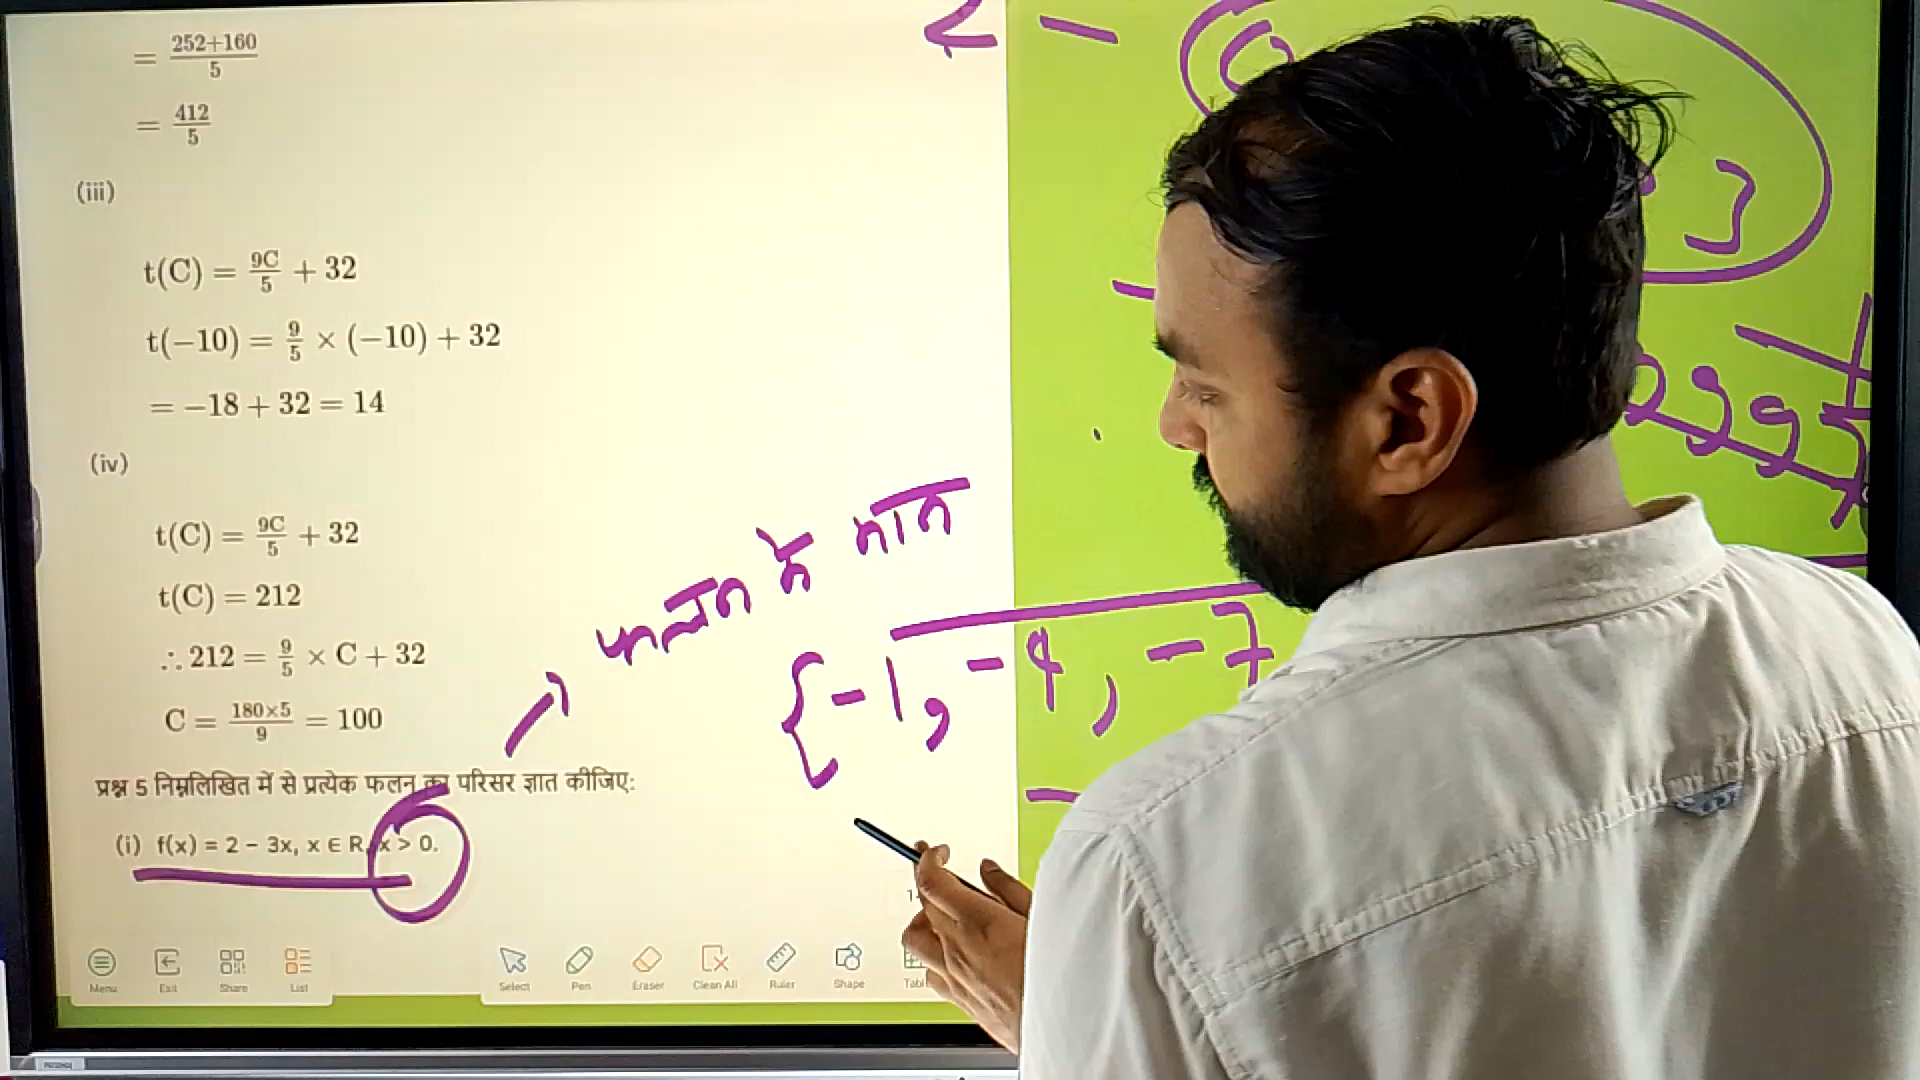 = 252+160 / 5
= 412 / 5
(iii)
t(C) = 9C/5 + 32
t(−10) = 9/5 × (−10) + 32
= −18 + 32 = 14
(iv)
t(C) = 9C/5 + 32
t(C) = 212
∴ 212 = 9/5 × C + 32
C = 180×5 / 9 = 100
फलन के मान
{ -1, -4, -7
प्रश्न 5 निम्नलिखित में से प्रत्येक फलन का परिसर ज्ञात कीजिए:
(i) f(x) = 2 − 3x, x ∈ R, x > 0.
Menu Exit Share List Select Pen Eraser Clean All Ruler Shape